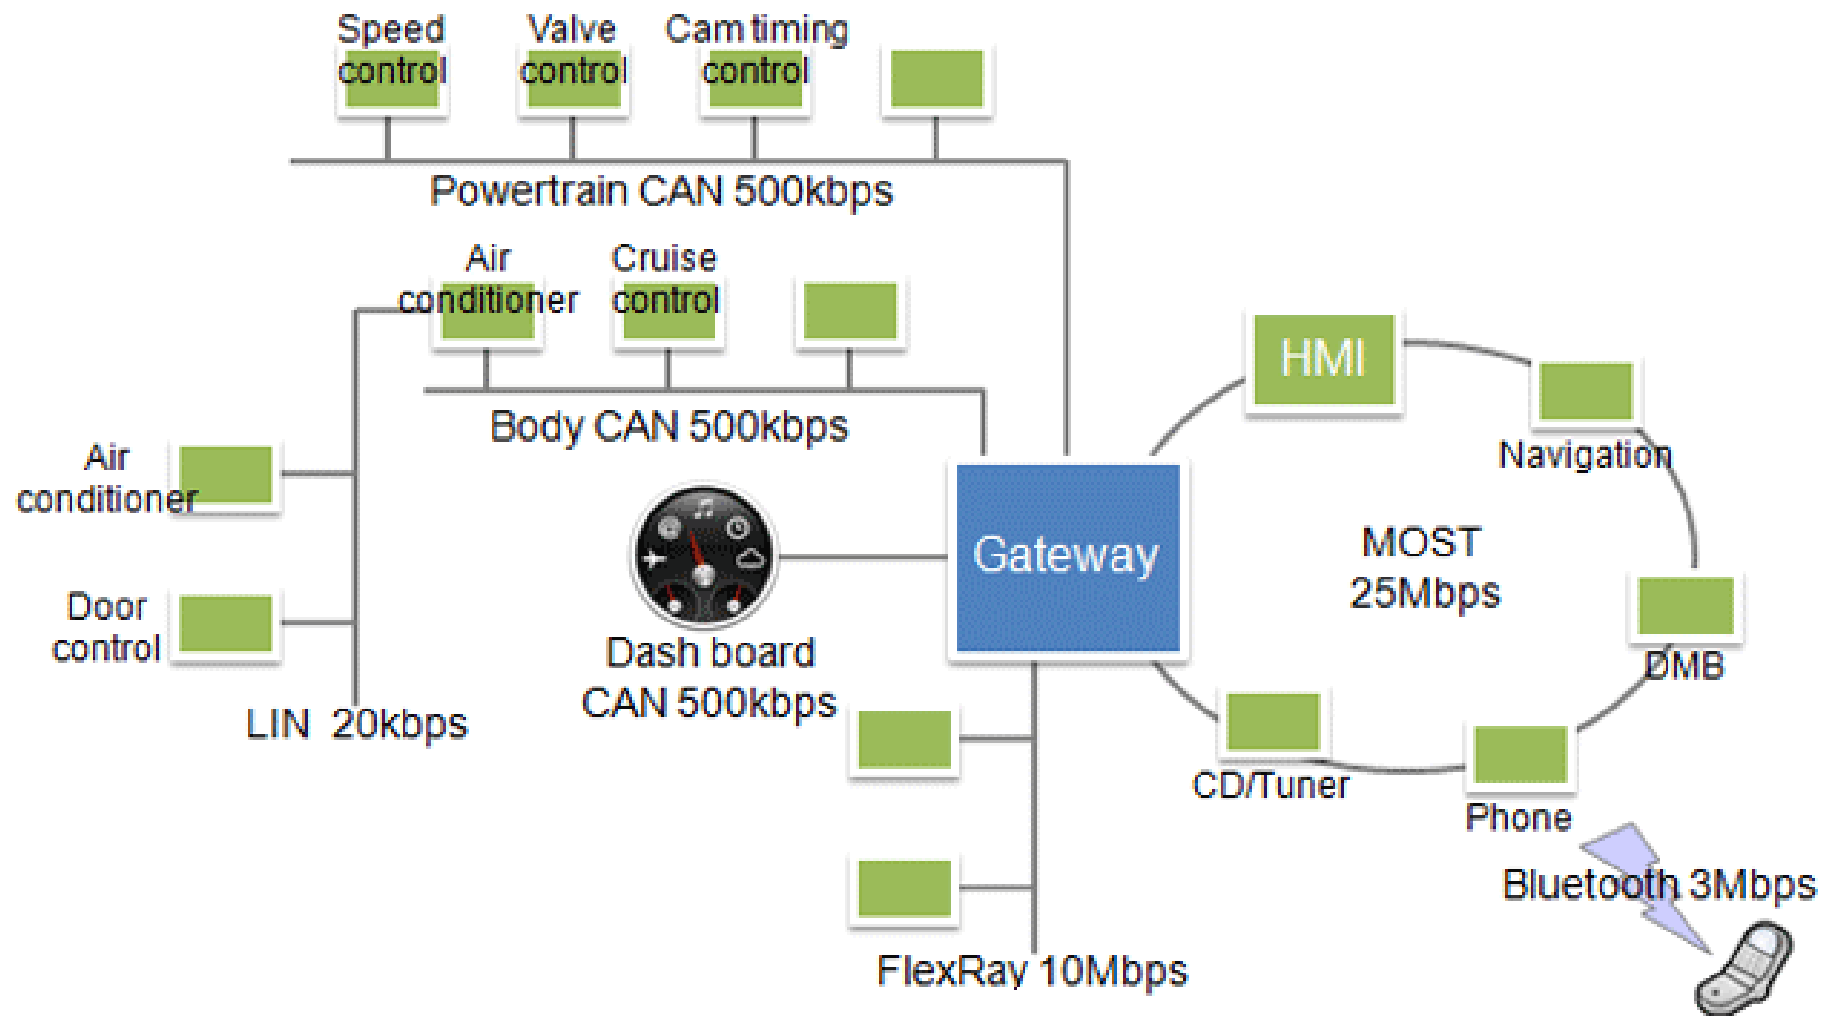 Speed
control
Valve
control
Cam timing
control
Powertrain CAN 500kbps
Air
conditioner
Cruise
control
Body CAN 500kbps
HMI
Navigation
Air
conditioner
Gateway
MOST
25Mbps
Door
control
Dash board
CAN 500kbps
DMB
LIN 20kbps
CD/Tuner
Phone
Bluetooth 3Mbps
FlexRay 10Mbps